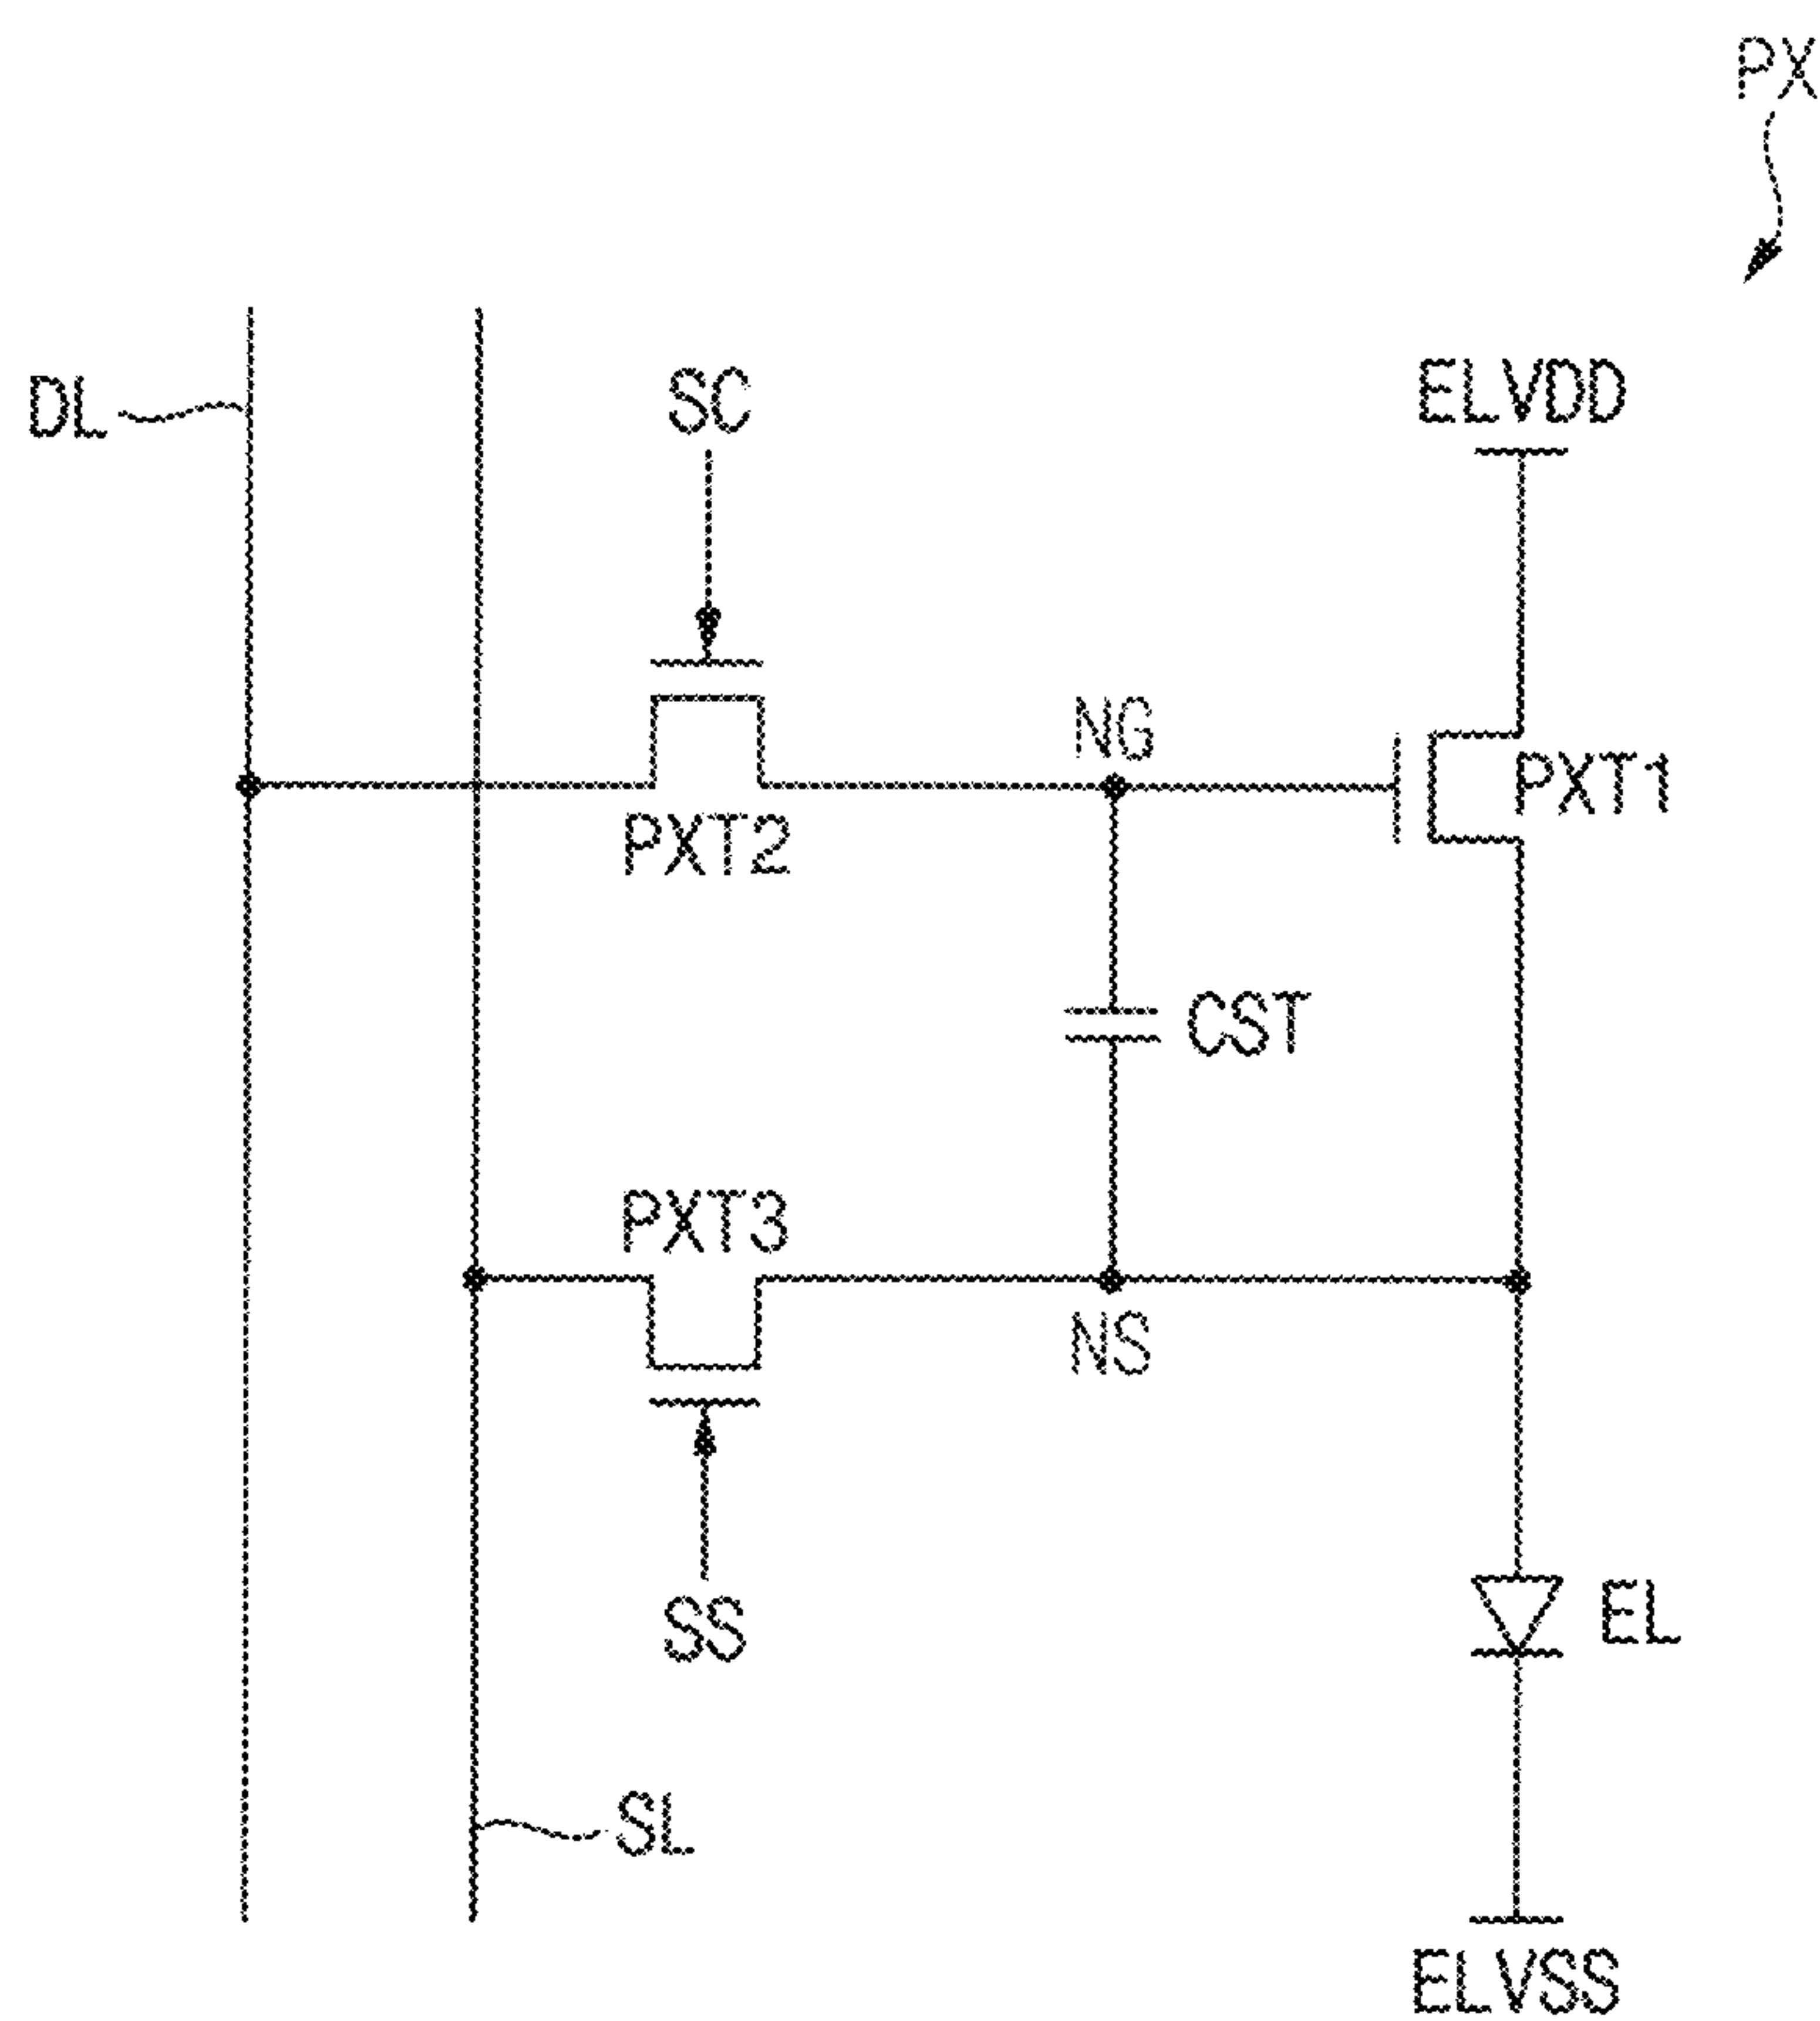 PX
DL
SC
ELVDD
NG
PXT1
PXT2
CST
PXT3
NS
SS
EL
SL
ELVSS